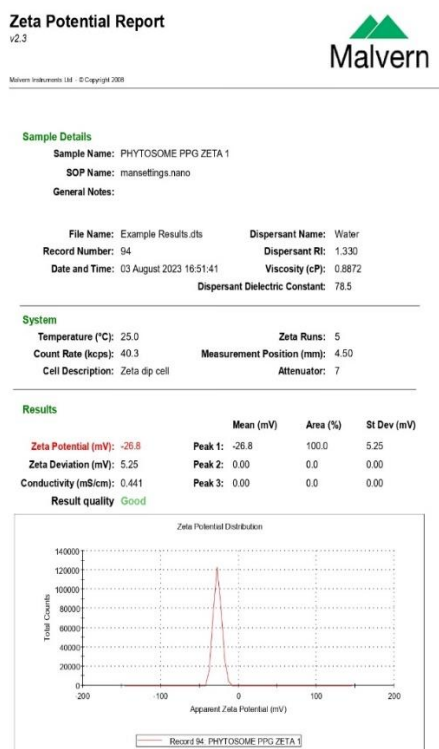 Zeta Potential Report
v2.3
Malvern
Malvern Instruments Ltd - © Copyright 2008
Sample Details
Sample Name: PHYTOSOME PPG ZETA 1
SOP Name: mansettings.nano
General Notes:
File Name: Example Results.dts Dispersant Name: Water
Record Number: 94 Dispersant RI: 1.330
Date and Time: 03 August 2023 16:51:41 Viscosity (cP): 0.8872
Dispersant Dielectric Constant: 78.5
System
Temperature (°C): 25.0 Zeta Runs: 5
Count Rate (kcps): 40.3 Measurement Position (mm): 4.50
Cell Description: Zeta dip cell Attenuator: 7
Results
Mean (mV) Area (%) St Dev (mV)
Zeta Potential (mV): -26.8 Peak 1: -26.8 100.0 5.25
Zeta Deviation (mV): 5.25 Peak 2: 0.00 0.0 0.00
Conductivity (mS/cm): 0.441 Peak 3: 0.00 0.0 0.00
Result quality Good
Zeta Potential Distribution
140000
120000
100000
80000
60000
40000
20000
0
Total Counts
-200 -100 0 100 200
Apparent Zeta Potential (mV)
Record 94: PHYTOSOME PPG ZETA 1